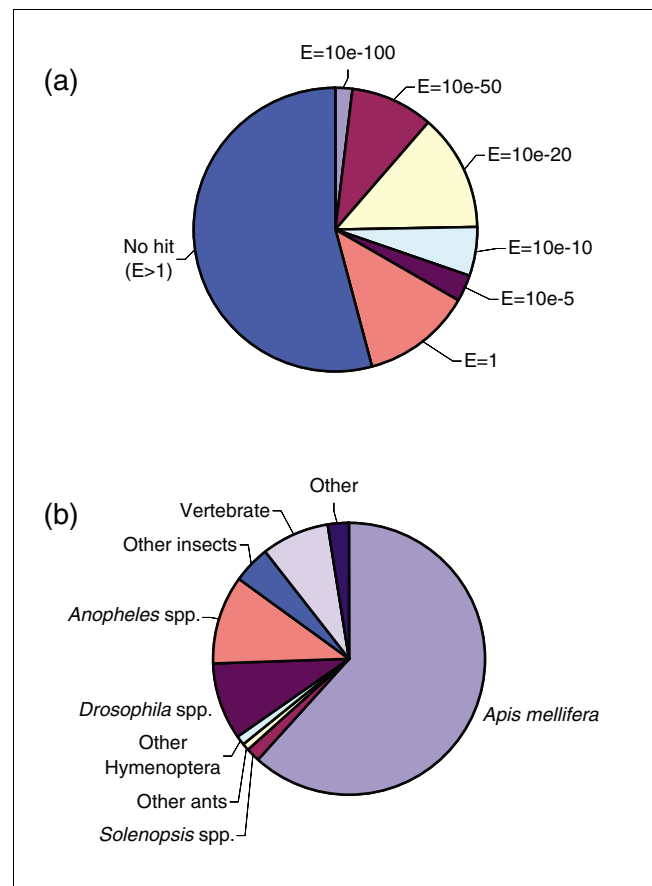 (a)
E=10e-100
E=10e-50
E=10e-20
E=10e-10
E=10e-5
E=1
No hit
(E>1)
(b)
Other
Vertebrate
Other insects
Anopheles spp.
Drosophila spp.
Other
Hymenoptera
Other ants
Solenopsis spp.
Apis mellifera